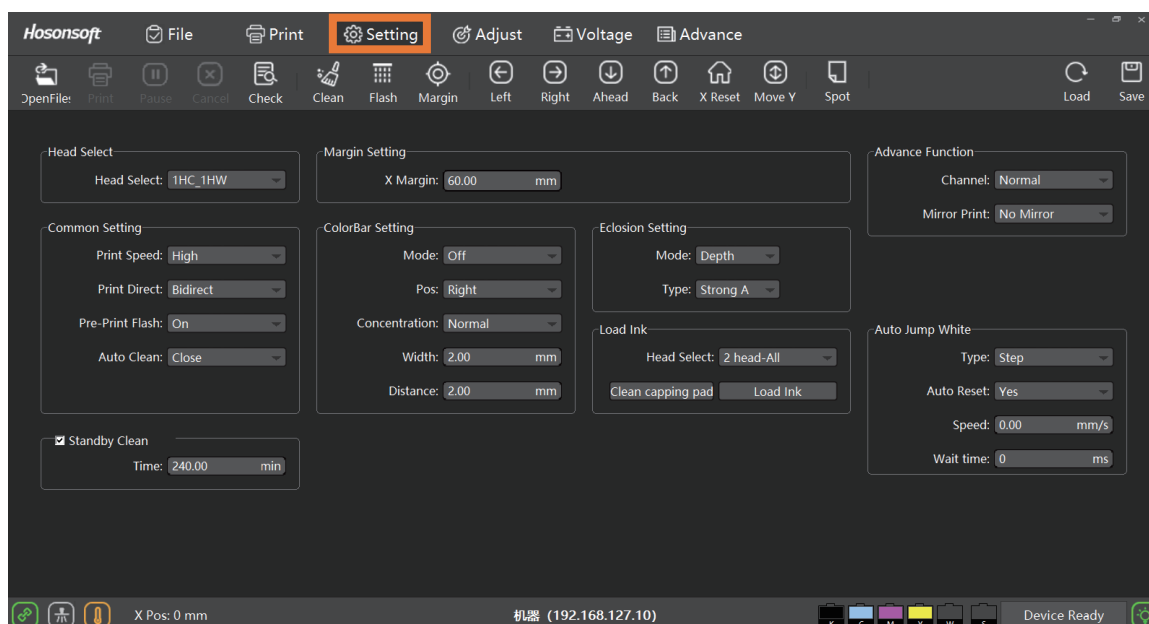 Hosonsoft File Print Setting Adjust Voltage Advance
OpenFiles Print Pause Cancel Check Clean Flash Margin Left Right Ahead Back X Reset Move Y Spot Load Save
Head Select
Head Select: 1HC_1HW
Margin Setting
X Margin: 60.00 mm
Advance Function
Channel: Normal
Mirror Print: No Mirror
Common Setting
Print Speed: High
Print Direct: Bidirect
Pre-Print Flash: On
Auto Clean: Close
ColorBar Setting
Mode: Off
Pos: Right
Concentration: Normal
Width: 2.00 mm
Distance: 2.00 mm
Eclosion Setting
Mode: Depth
Type: Strong A
Load Ink
Head Select: 2 head-All
Clean capping pad Load Ink
Auto Jump White
Type: Step
Auto Reset: Yes
Speed: 0.00 mm/s
Wait time: 0 ms
Standby Clean
Time: 240.00 min
X Pos: 0 mm 机器 (192.168.127.10) K C M Y W S Device Ready